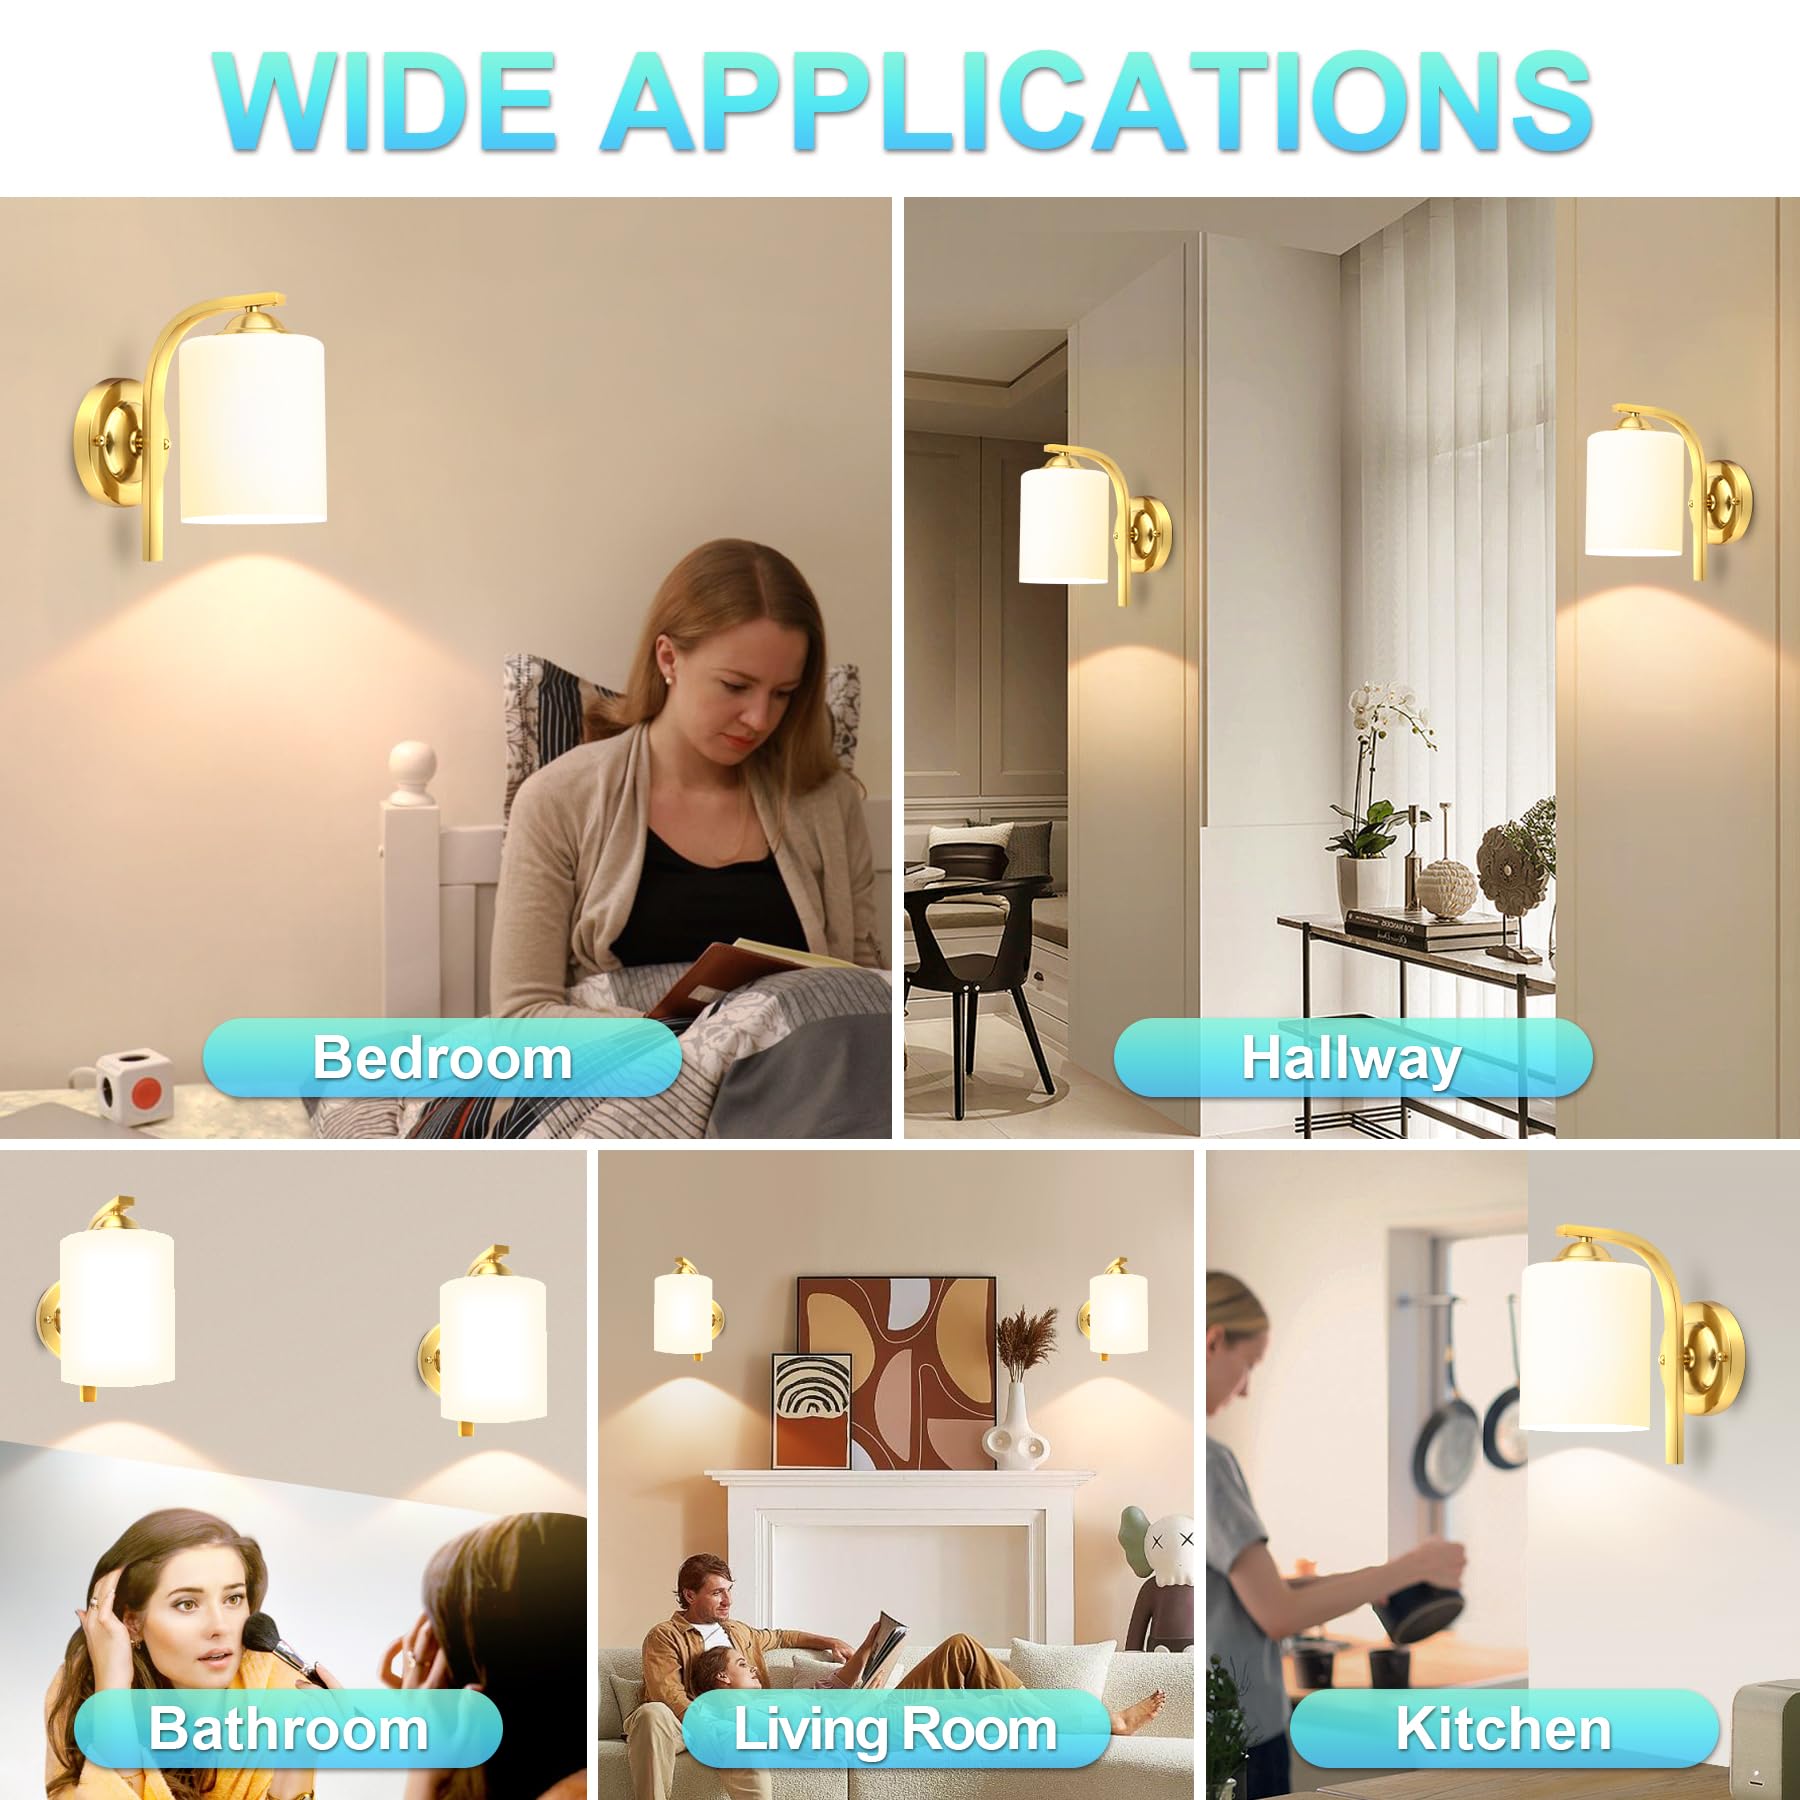 WIDE APPLICATIONS
Bedroom
Hallway
Bathroom
Living Room
Kitchen